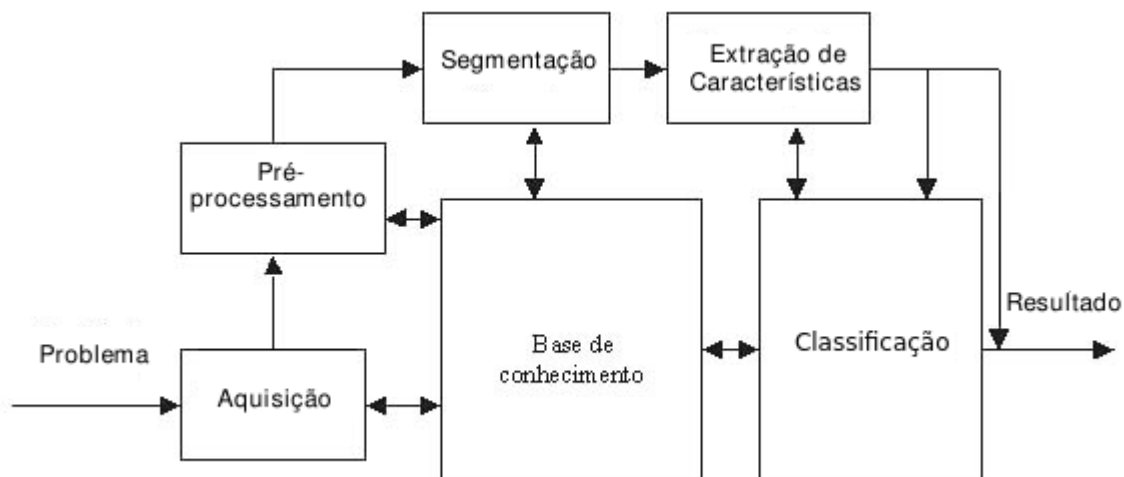 Segmentação
Extração de
Características
Pré-
processamento
Problema
Aquisição
Base de
conhecimento
Classificação
Resultado